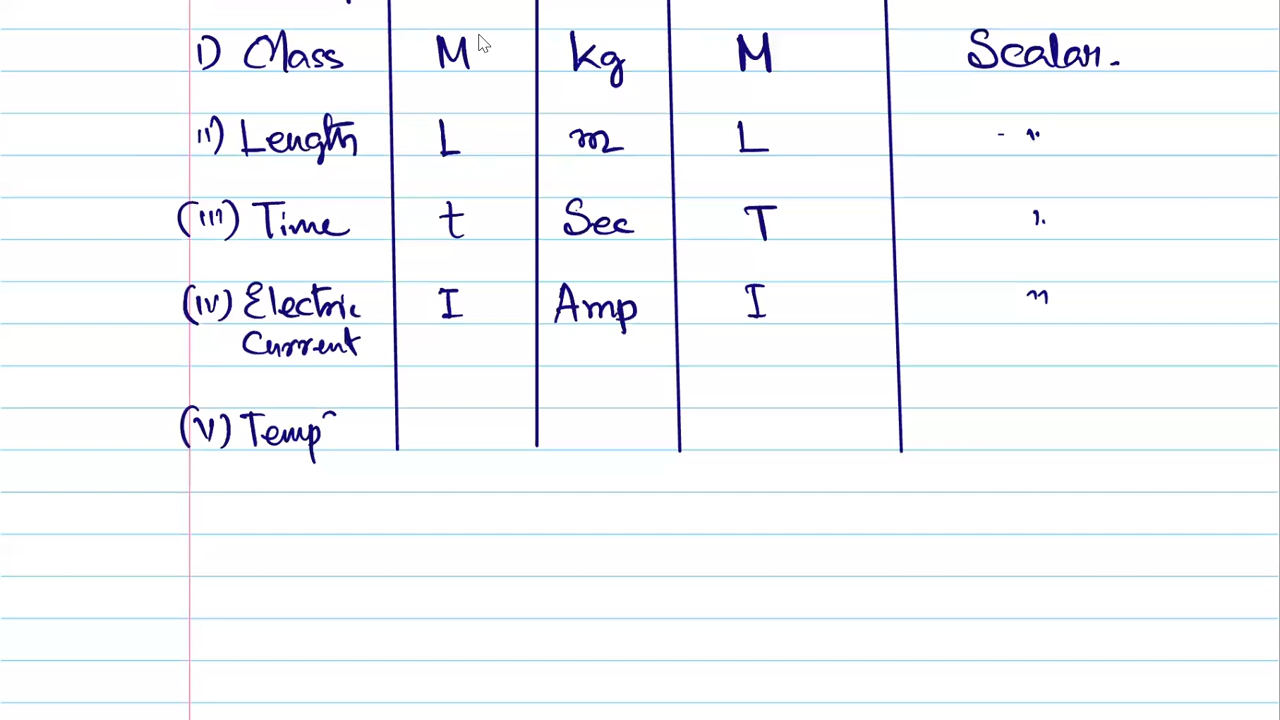 i) Mass M kg M Scalar.
ii) Length L m L - "
(iii) Time t Sec T "
(iv) Electric I Amp I "
Current
(v) Temp^